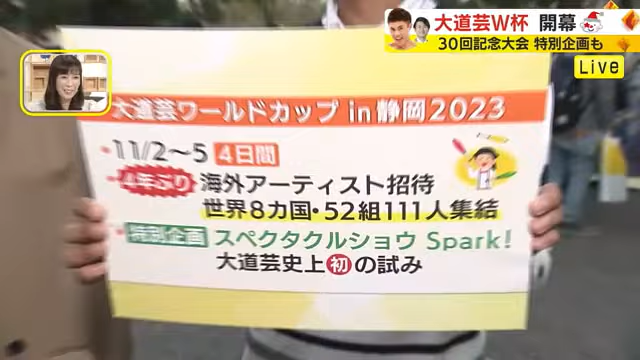 大道芸W杯 開幕
30回記念大会 特別企画も
Live
大道芸ワールドカップ in 静岡2023
・11/2～5 4日間
・4年ぶり 海外アーティスト招待
世界8カ国・52組111人集結
・特別企画 スペクタクルショウ Spark!
大道芸史上初の試み